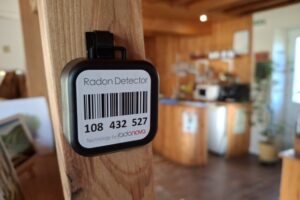 Radon Detector
108 432 527
Technology by radonova